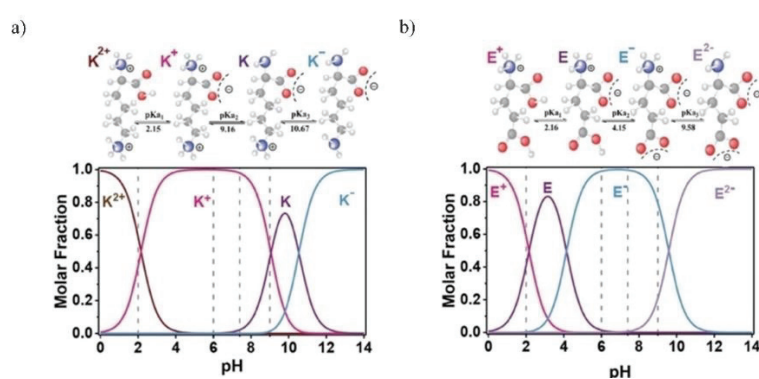 a)
K2+ K+ K K−
pKa1 pKa2 pKa3
2.15 9.16 10.67
1.0
0.8
0.6
0.4
0.2
0.0
Molar Fraction
K2+ K+ K K−
0 2 4 6 8 10 12 14
pH
b)
E+ E E− E2-
pKa1 pKa2 pKa3
2.16 4.15 9.58
1.0
0.8
0.6
0.4
0.2
0.0
Molar Fraction
E+ E E- E2-
0 2 4 6 8 10 12 14
pH